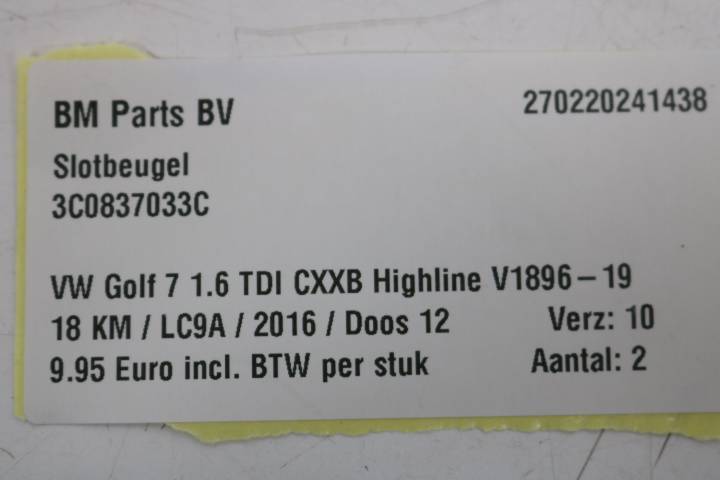 BM Parts BV 270220241438
Slotbeugel
3C0837033C
VW Golf 7 1.6 TDI CXXB Highline V1896-19
18 KM / LC9A / 2016 / Doos 12 Verz: 10
9.95 Euro incl. BTW per stuk Aantal: 2